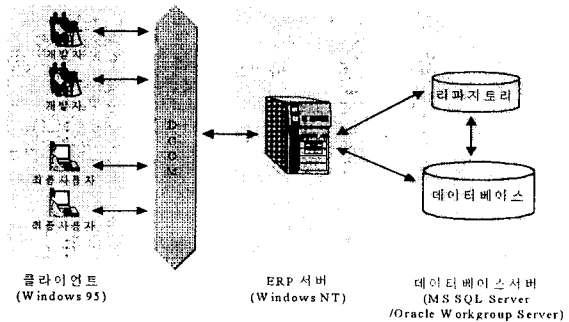 개발자
개발자
최종사용자
최종사용자
DCOM
리파지토리
데이터베이스
클라이언트
(Windows 95)
ERP 서버
(Windows NT)
데이터베이스서버
(MS SQL Server
/Oracle Workgroup Server)